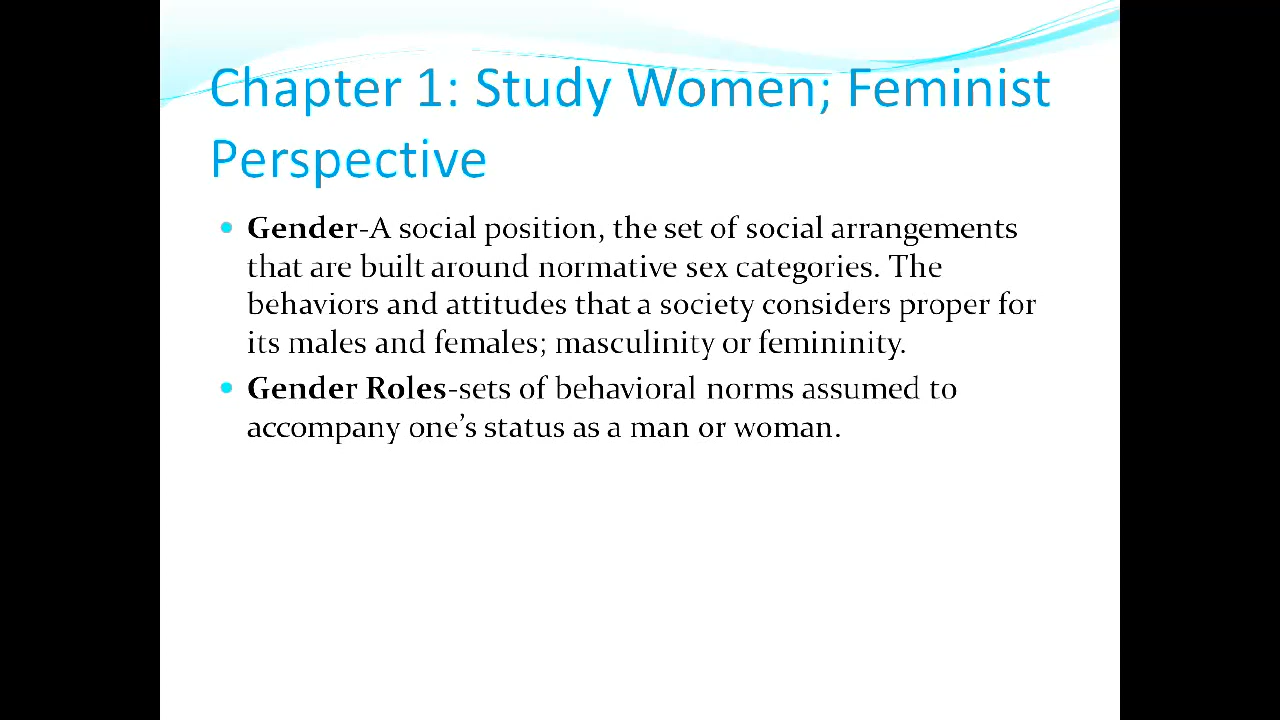 Chapter 1: Study Women; Feminist
Perspective
• Gender-A social position, the set of social arrangements
that are built around normative sex categories. The
behaviors and attitudes that a society considers proper for
its males and females; masculinity or femininity.
• Gender Roles-sets of behavioral norms assumed to
accompany one’s status as a man or woman.